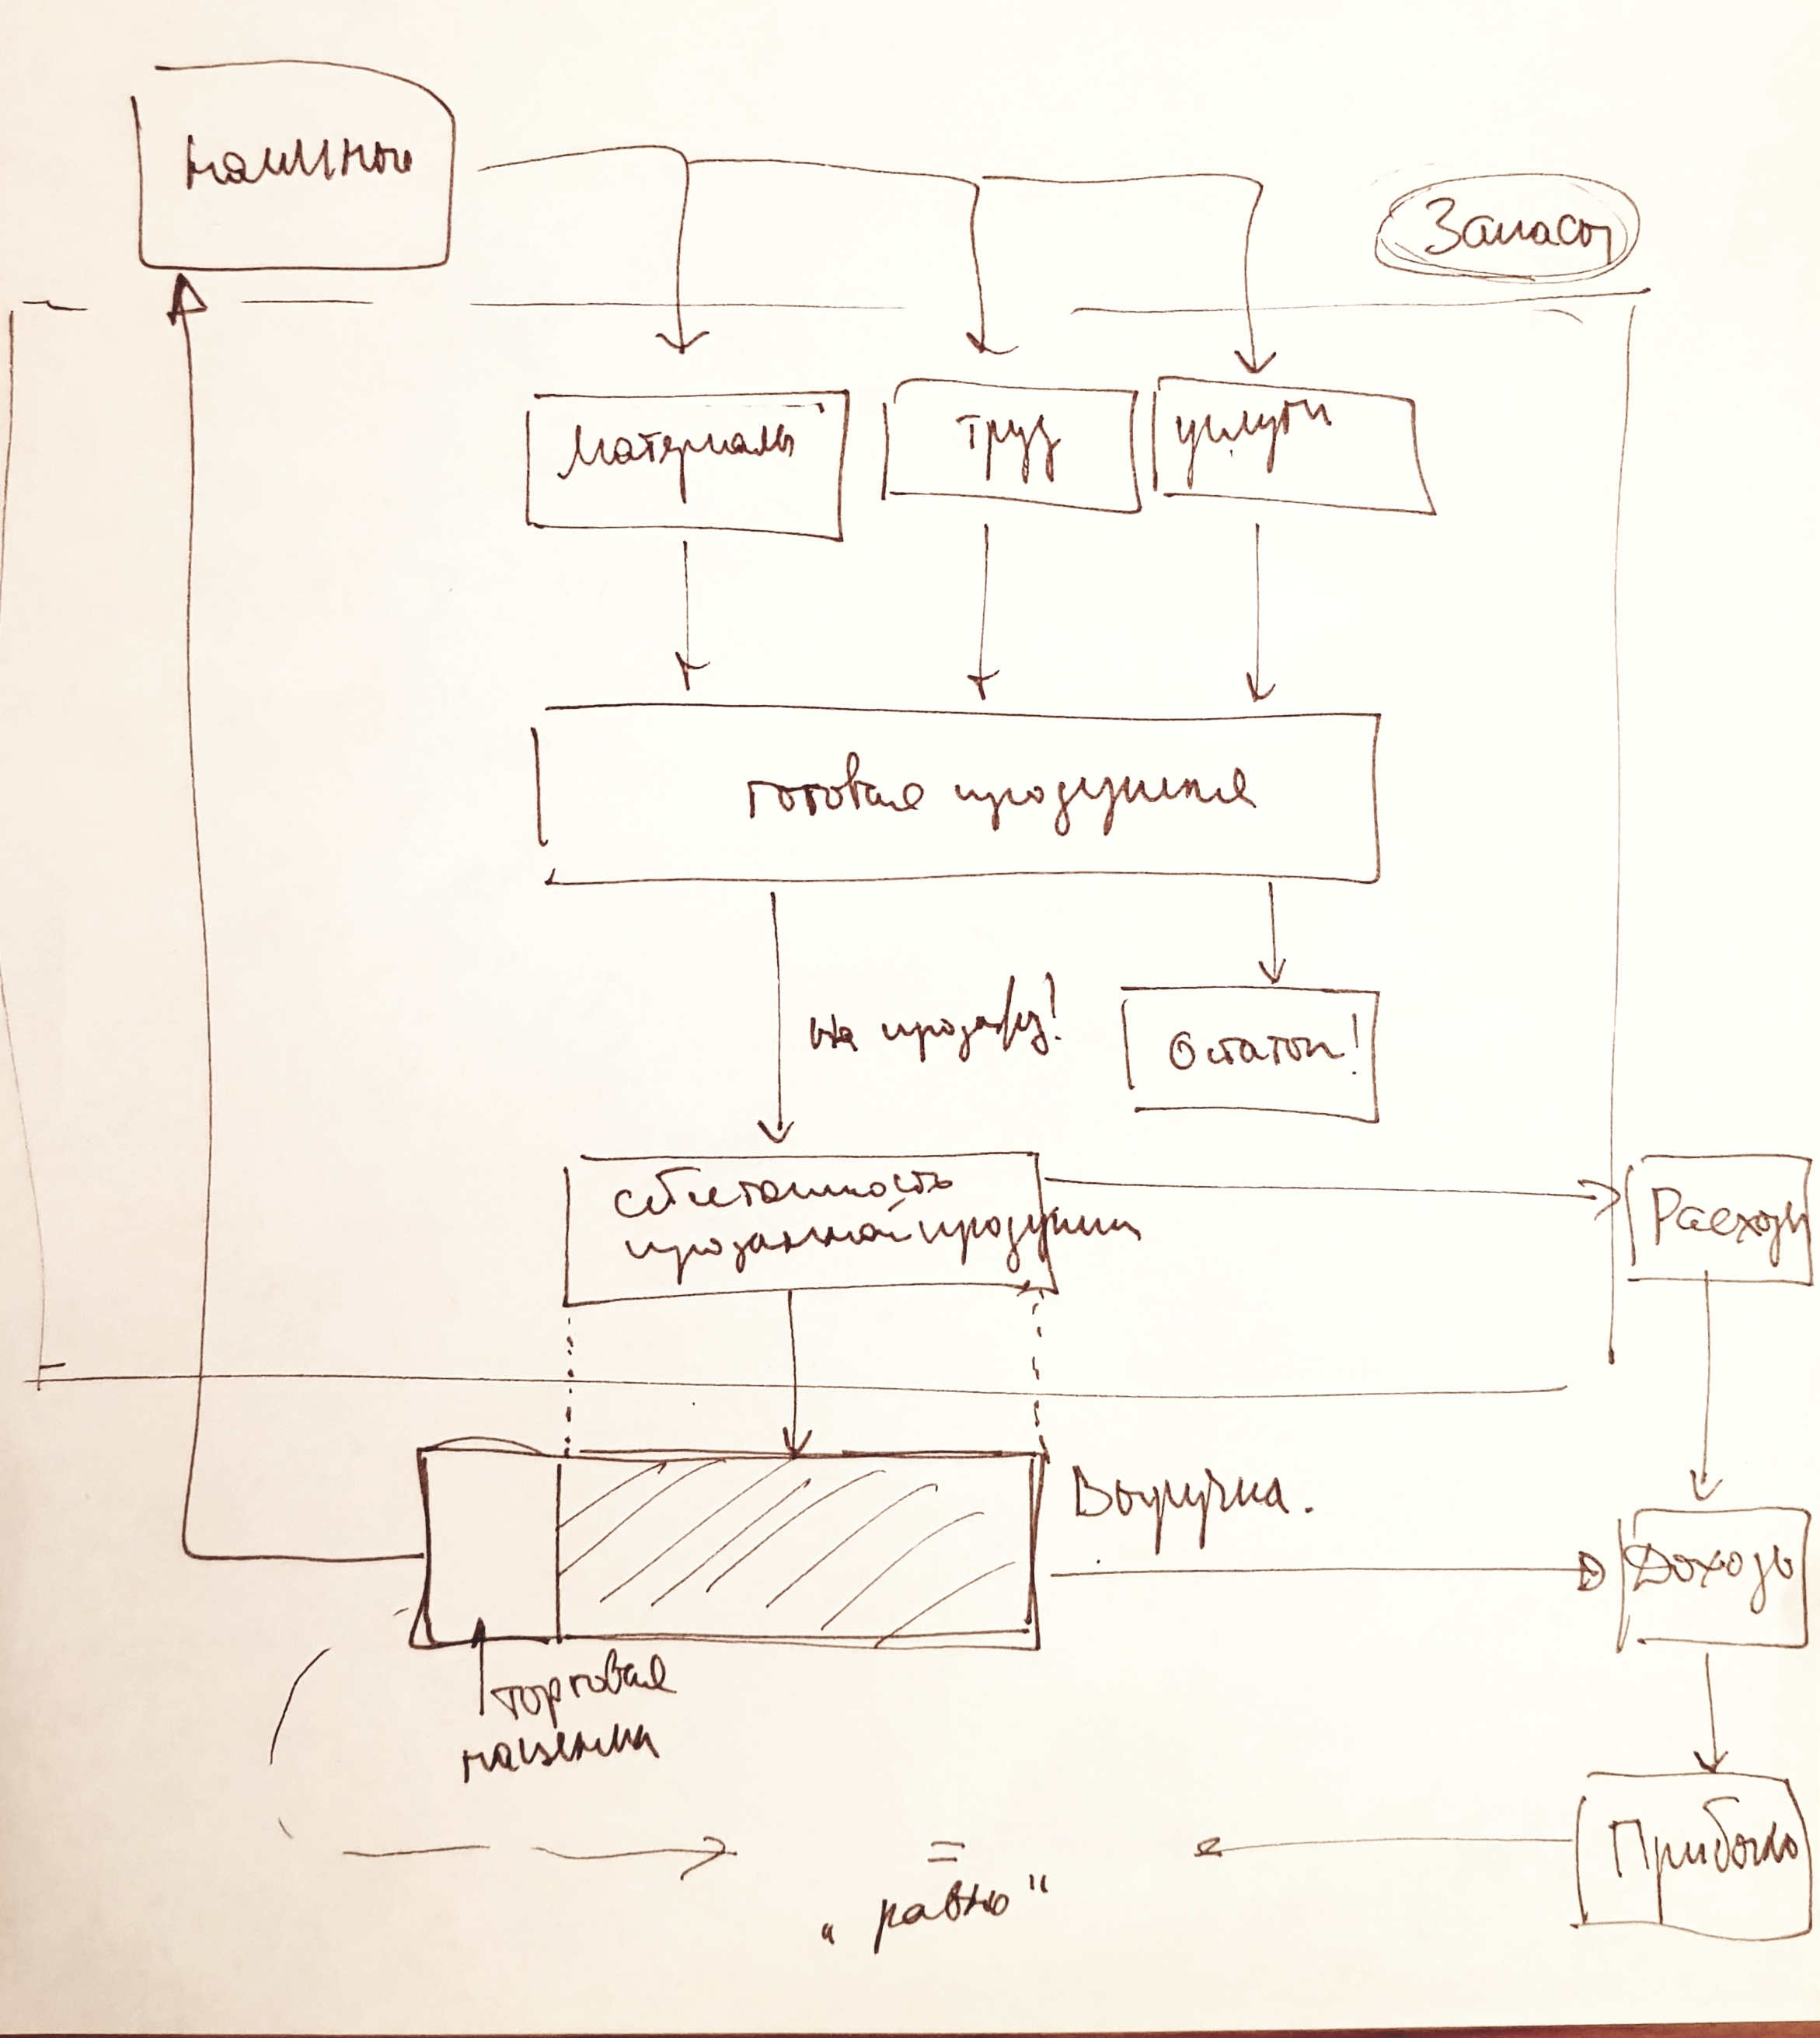 наличные
Запасы
материалы
труд
услуги
готовая продукция
на продажу!
Остаток!
себестоимость
проданной продукции
Расходы
Выручка.
Доходы
торговая
наценка
Прибыль
=
„ равно "